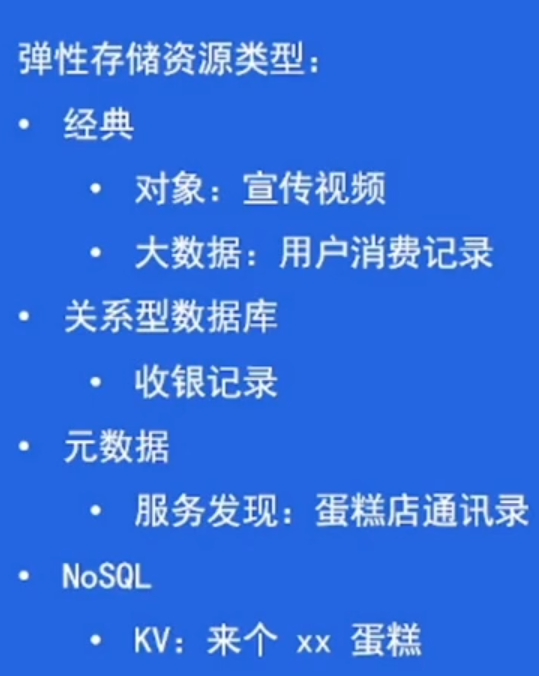 弹性存储资源类型：
• 经典
• 对象：宣传视频
• 大数据：用户消费记录
• 关系型数据库
• 收银记录
• 元数据
• 服务发现：蛋糕店通讯录
• NoSQL
• KV：来个 xx 蛋糕